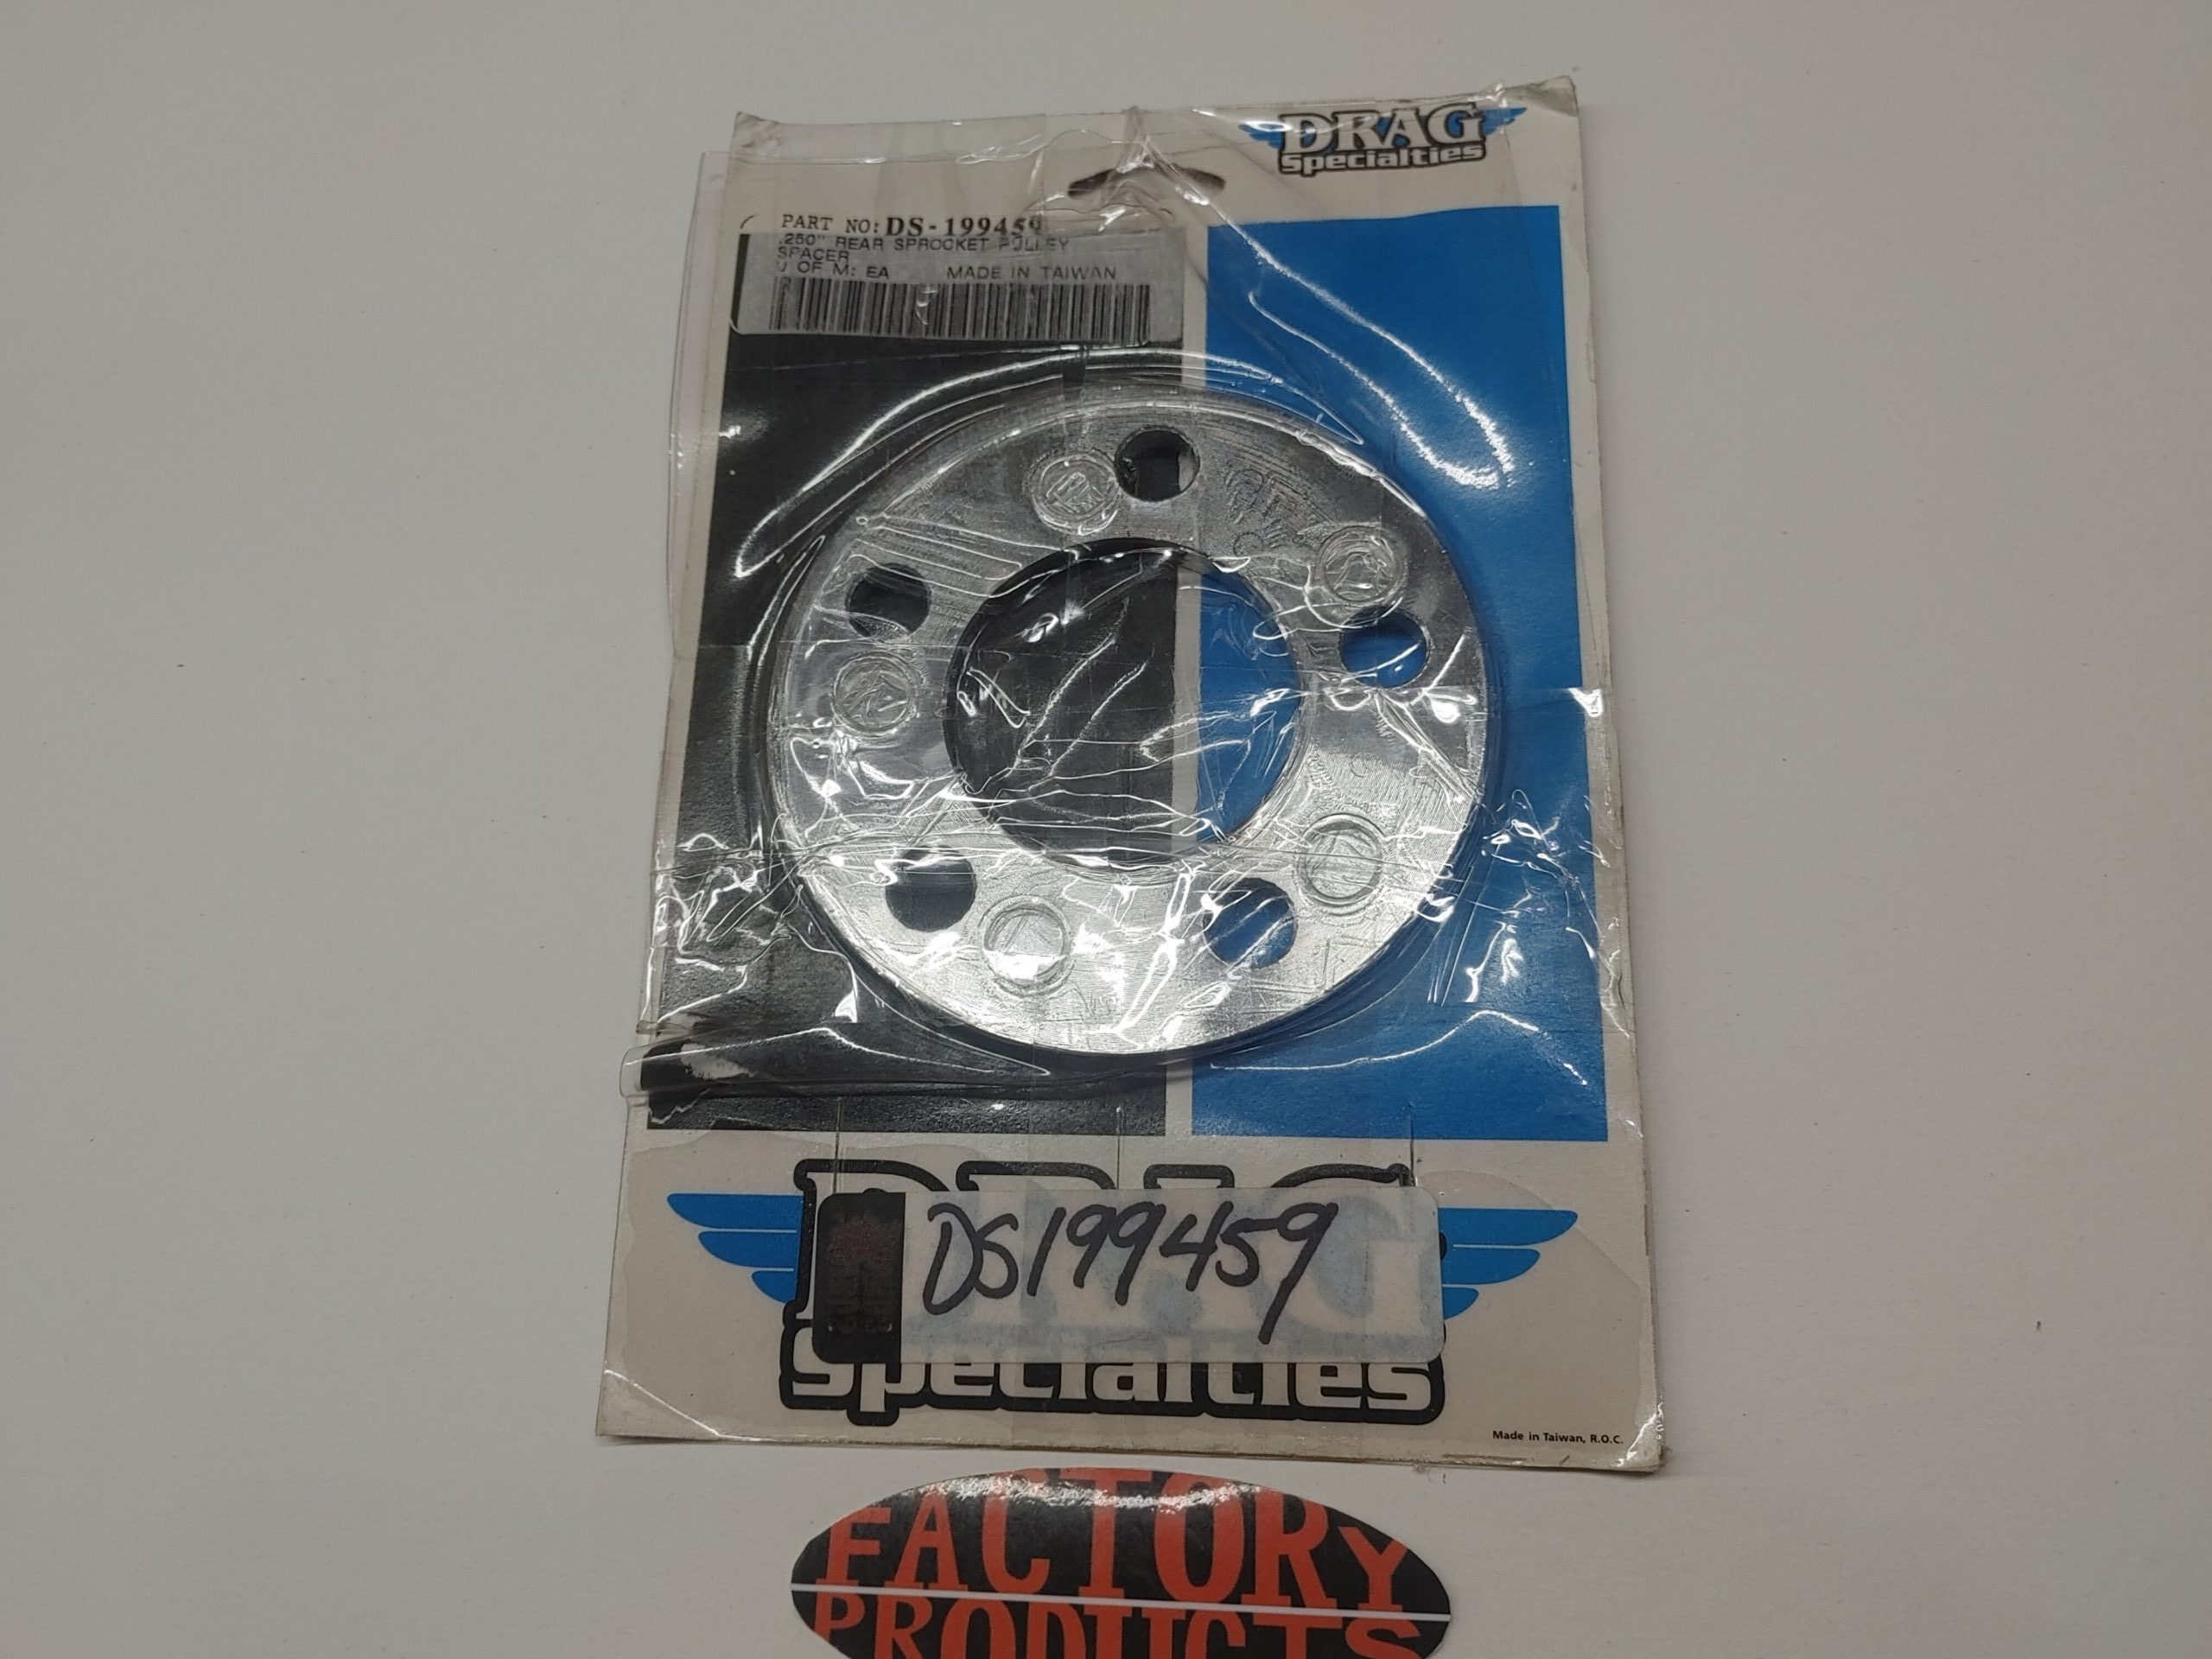 DRAG
Specialties
PART NO: DS-199459
.250" REAR SPROCKET PULLEY
SPACER
U OF M: EA MADE IN TAIWAN
DS199459
Specialties
Made in Taiwan, R.O.C.
FACTORY
PRODUCTS